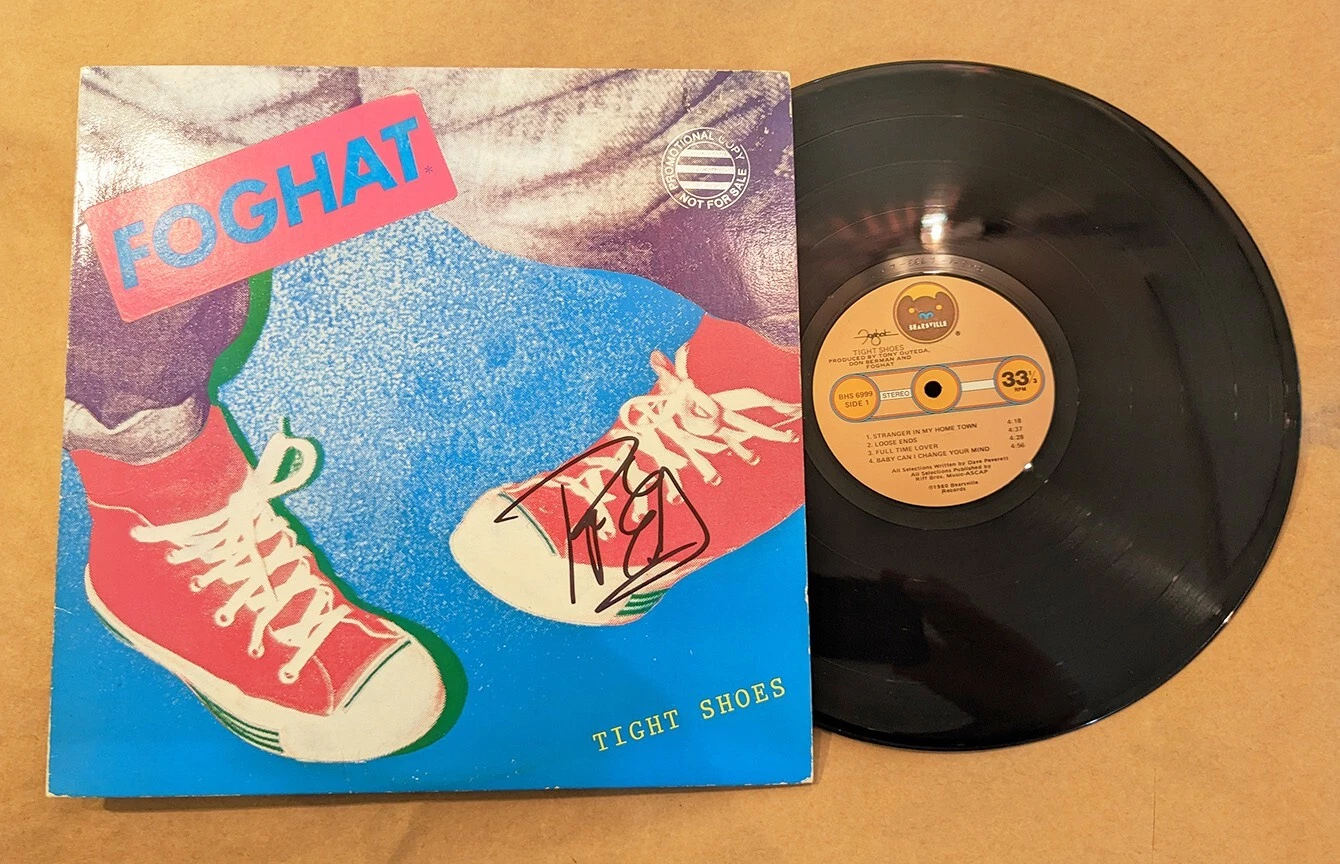 FOGHAT*
PROMOTIONAL COPY
NOT FOR SALE
TIGHT SHOES
BEARSVILLE
®
Foghat
TIGHT SHOES
PRODUCED BY TONY OUTEDA,
DON BERMAN AND
FOGHAT
BHS 6999
SIDE 1
STEREO
33 1/3
RPM
1. STRANGER IN MY HOME TOWN 4:18
2. LOOSE ENDS 4:37
3. FULL TIME LOVER 4:28
4. BABY CAN I CHANGE YOUR MIND 4:56
All Selections Written by Dave Peverett
All Selections Published by
Riff Bros. Music-ASCAP
℗1980 Bearsville
Records